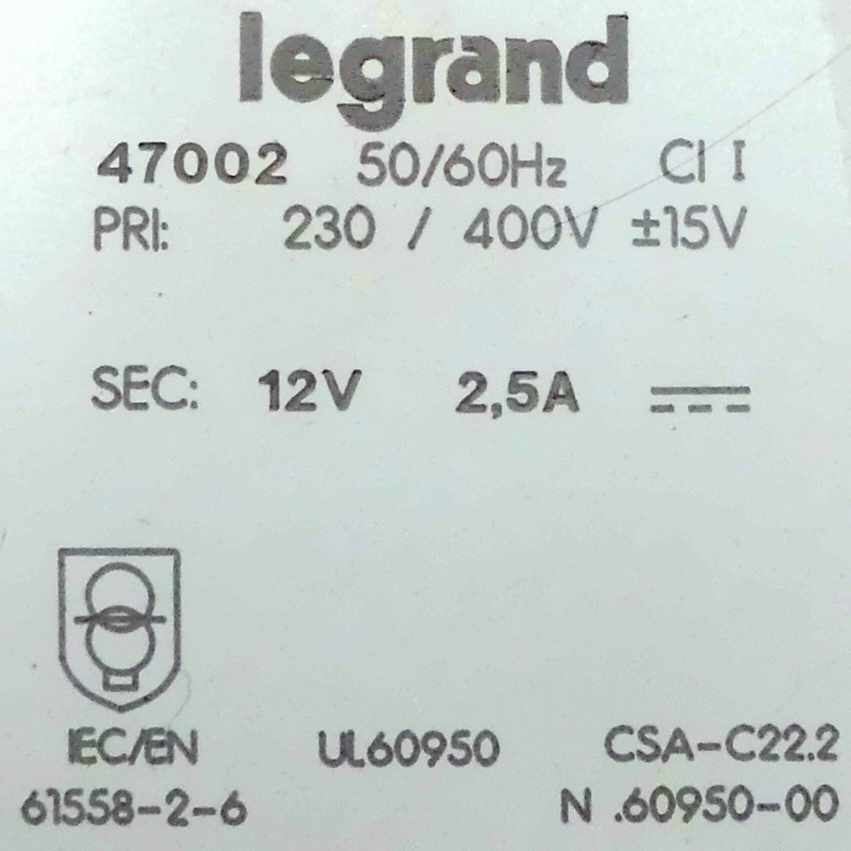 legrand
47002 50/60Hz Cl I
PRI: 230 / 400V ±15V
SEC: 12V 2,5A
IEC/EN UL60950 CSA-C22.2
61558-2-6 N .60950-00